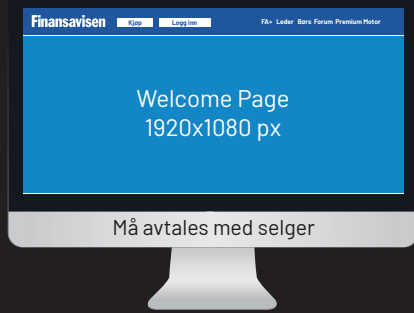 Finansavisen Kjøp Logg inn FA+ Leder Børs Forum Premium Motor
Welcome Page
1920x1080 px
Må avtales med selger